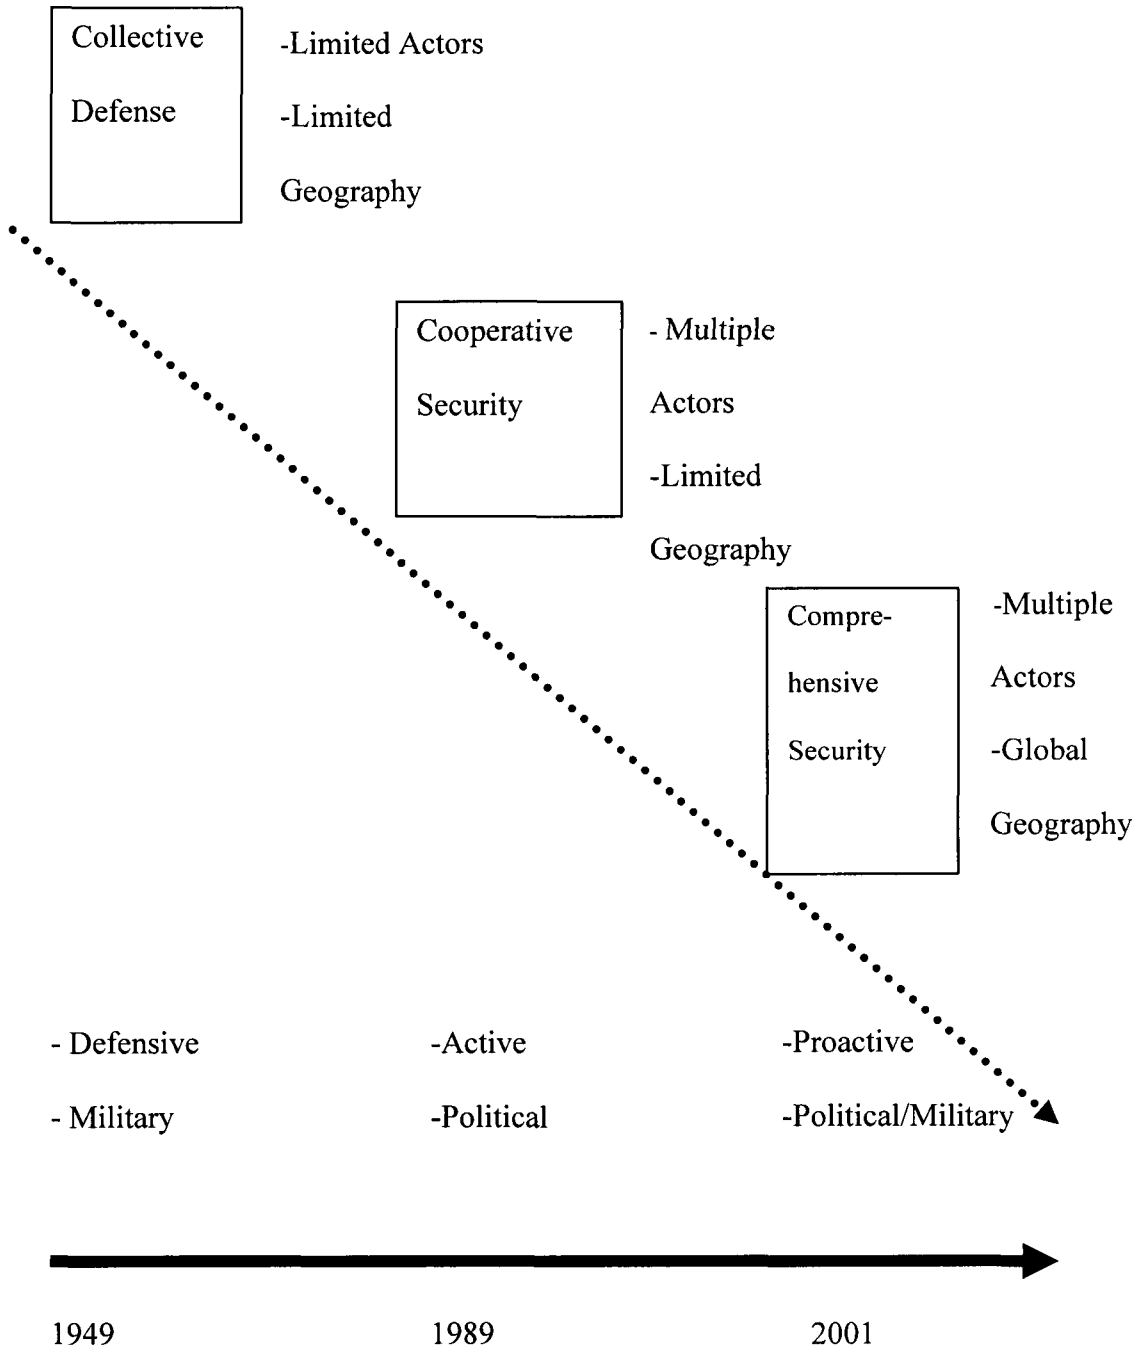 Collective
Defense
-Limited Actors
-Limited
Geography
Cooperative
Security
- Multiple
Actors
-Limited
Geography
Compre-
hensive
Security
-Multiple
Actors
-Global
Geography
- Defensive
- Military
-Active
-Political
-Proactive
-Political/Military
1949
1989
2001